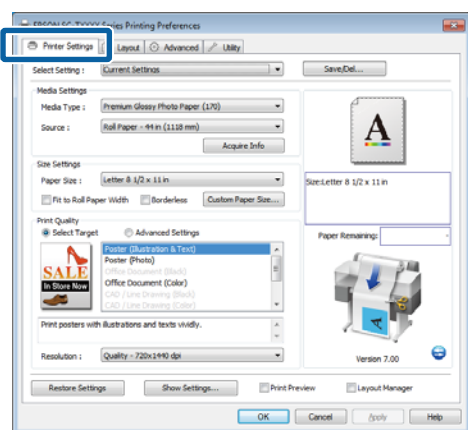 EPSON SC-TXXXX Series Printing Preferences
Printer Settings Layout Advanced Utility
Select Setting : Current Settings Save/Del...
Media Settings
Media Type : Premium Glossy Photo Paper (170)
Source : Roll Paper - 44 in (1118 mm)
Acquire Info
A
Size Settings
Paper Size : Letter 8 1/2 x 11 in
Size:Letter 8 1/2 x 11 in
Fit to Roll Paper Width Borderless Custom Paper Size...
Print Quality
Select Target Advanced Settings
Paper Remaining:
SALE
In Store Now
Poster (Illustration & Text)
Poster (Photo)
Office Document (Black)
Office Document (Color)
CAD / Line Drawing (Black)
CAD / Line Drawing (Color)
Print posters with illustrations and texts vividly.
A
Resolution : Quality - 720x1440 dpi
Version 7.00
Restore Settings Show Settings... Print Preview Layout Manager
OK Cancel Apply Help